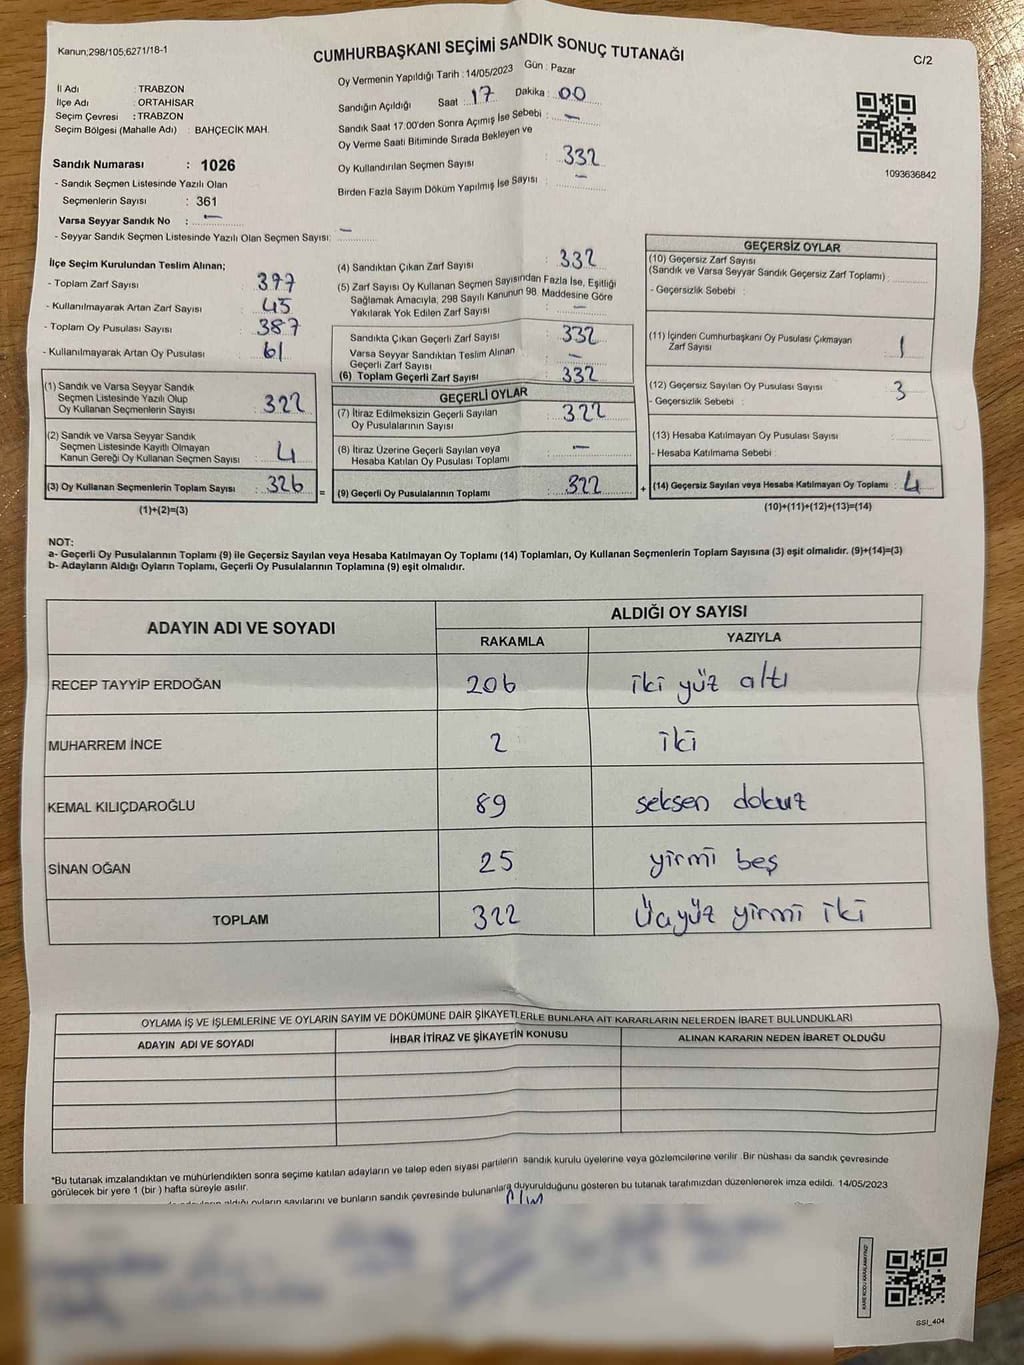 Kanun;298/105;6271/18-1
CUMHURBAŞKANI SEÇİMİ SANDIK SONUÇ TUTANAĞI
C/2
İl Adı : TRABZON
İlçe Adı : ORTAHİSAR
Seçim Çevresi : TRABZON
Seçim Bölgesi (Mahalle Adı) : BAHÇECİK MAH.
Oy Vermenin Yapıldığı Tarih : 14/05/2023 Gün : Pazar
Sandığın Açıldığı Saat : 17 Dakika : 00
Sandık Saat 17.00'den Sonra Açımış İse Sebebi : —
Oy Verme Saati Bitiminde Sırada Bekleyen ve
Oy Kullandırılan Seçmen Sayısı : 332
Birden Fazla Sayım Döküm Yapılmış İse Sayısı : —
1093636842
Sandık Numarası : 1026
- Sandık Seçmen Listesinde Yazılı Olan
Seçmenlerin Sayısı : 361
Varsa Seyyar Sandık No : —
- Seyyar Sandık Seçmen Listesinde Yazılı Olan Seçmen Sayısı: —
İlçe Seçim Kurulundan Teslim Alınan;
- Toplam Zarf Sayısı : 377
- Kullanılmayarak Artan Zarf Sayısı : 45
- Toplam Oy Pusulası Sayısı : 387
- Kullanılmayarak Artan Oy Pusulası : 61
(1) Sandık ve Varsa Seyyar Sandık
Seçmen Listesinde Yazılı Olup
Oy Kullanan Seçmenlerin Sayısı : 322
(2) Sandık ve Varsa Seyyar Sandık
Seçmen Listesinde Kayıtlı Olmayan
Kanun Gereği Oy Kullanan Seçmen Sayısı : 4
(3) Oy Kullanan Seçmenlerin Toplam Sayısı : 326
(1)+(2)=(3)
(4) Sandıktan Çıkan Zarf Sayısı : 332
(5) Zarf Sayısı Oy Kullanan Seçmen Sayısından Fazla İse, Eşitliği
Sağlamak Amacıyla, 298 Sayılı Kanunun 98. Maddesine Göre
Yakılarak Yok Edilen Zarf Sayısı : —
Sandıkta Çıkan Geçerli Zarf Sayısı : 332
Varsa Seyyar Sandıktan Teslim Alınan
Geçerli Zarf Sayısı : —
(6) Toplam Geçerli Zarf Sayısı : 332
GEÇERLİ OYLAR
(7) İtiraz Edilmeksizin Geçerli Sayılan
Oy Pusulalarının Sayısı : 322
(8) İtiraz Üzerine Geçerli Sayılan veya
Hesaba Katılan Oy Pusulası Toplamı : —
= (9) Geçerli Oy Pusulalarının Toplamı : 322
GEÇERSİZ OYLAR
(10) Geçersiz Zarf Sayısı
(Sandık ve Varsa Seyyar Sandık Geçersiz Zarf Toplamı) :
- Geçersizlik Sebebi :
(11) İçinden Cumhurbaşkanı Oy Pusulası Çıkmayan
Zarf Sayısı : 1
(12) Geçersiz Sayılan Oy Pusulası Sayısı : 3
- Geçersizlik Sebebi :
(13) Hesaba Katılmayan Oy Pusulası Sayısı :
- Hesaba Katılmama Sebebi :
+ (14) Geçersiz Sayılan veya Hesaba Katılmayan Oy Toplamı : 4
(10)+(11)+(12)+(13)=(14)
NOT:
a- Geçerli Oy Pusulalarının Toplamı (9) ile Geçersiz Sayılan veya Hesaba Katılmayan Oy Toplamı (14) Toplamları, Oy Kullanan Seçmenlerin Toplam Sayısına (3) eşit olmalıdır. (9)+(14)=(3)
b- Adayların Aldığı Oyların Toplamı, Geçerli Oy Pusulalarının Toplamına (9) eşit olmalıdır.
ADAYIN ADI VE SOYADI
ALDIĞI OY SAYISI
RAKAMLA YAZIYLA
RECEP TAYYİP ERDOĞAN 206 iki yüz altı
MUHARREM İNCE 2 iki
KEMAL KILIÇDAROĞLU 89 seksen dokuz
SİNAN OĞAN 25 yirmi beş
TOPLAM 322 Üçyüz yirmi iki
OYLAMA İŞ VE İŞLEMLERİNE VE OYLARIN SAYIM VE DÖKÜMÜNE DAİR ŞİKAYETLERLE BUNLARA AİT KARARLARIN NELERDEN İBARET BULUNDUKLARI
ADAYIN ADI VE SOYADI İHBAR İTİRAZ VE ŞİKAYETİN KONUSU ALINAN KARARIN NEDEN İBARET OLDUĞU
*Bu tutanak imzalandıktan ve mühürlendikten sonra seçime katılan adayların ve talep eden siyasi partilerin sandık kurulu üyelerine veya gözlemcilerine verilir. Bir nüshası da sandık çevresinde
görülecek bir yere 1 (bir ) hafta süreyle asılır.
aldığı oyların sayılarını ve bunların sandık çevresinde bulunanlara duyurulduğunu gösteren bu tutanak tarafımızdan düzenlenerek imza edildi. 14/05/2023
KARE KODU KARALAMAYINIZ!
SSI_404